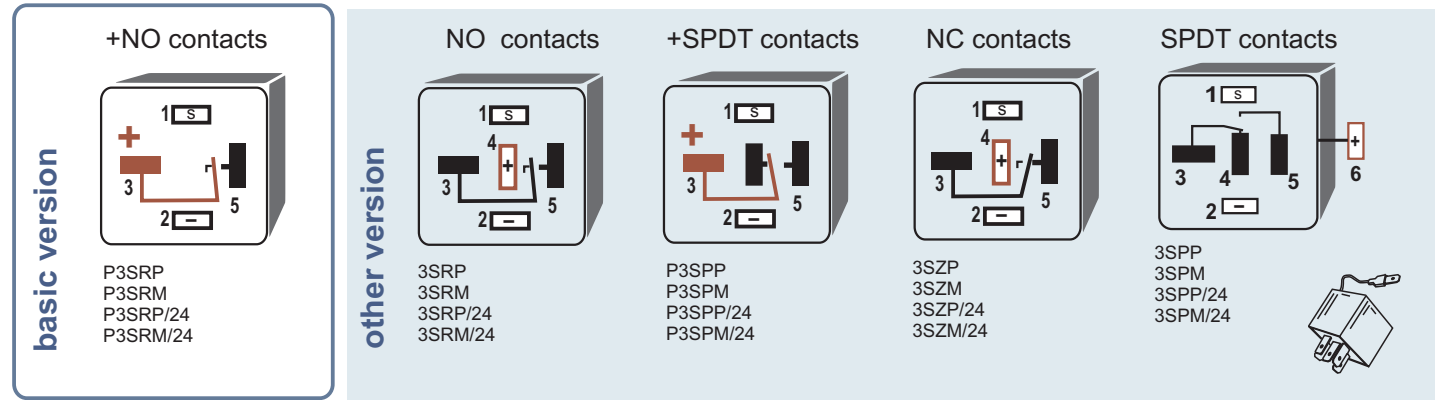 basic version
+NO contacts
1 S
+
3
5
2 −
P3SRP
P3SRM
P3SRP/24
P3SRM/24
other version
NO contacts
1 S
4
+
3
5
2 −
3SRP
3SRM
3SRP/24
3SRM/24
+SPDT contacts
1 S
+
3
5
2 −
P3SPP
P3SPM
P3SPP/24
P3SPM/24
NC contacts
1 S
4
+
3
5
2 −
3SZP
3SZM
3SZP/24
3SZM/24
SPDT contacts
1 S
+
3 4 5 6
2 −
3SPP
3SPM
3SPP/24
3SPM/24